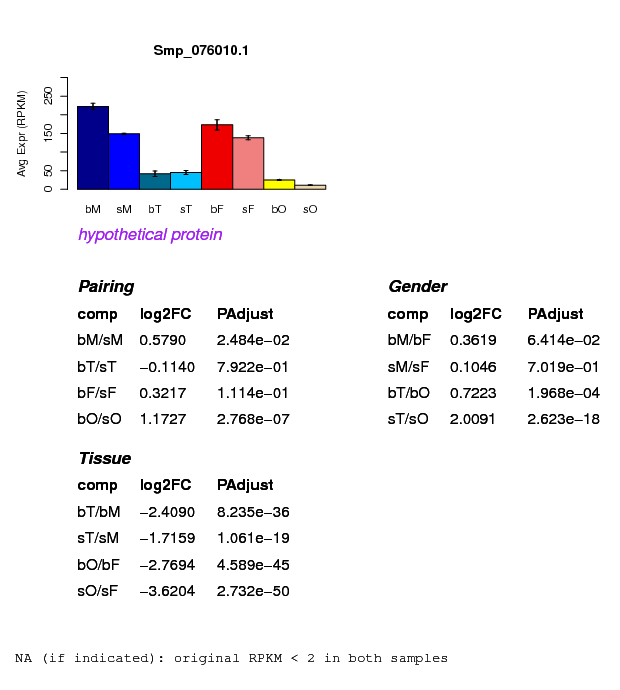 Smp_076010.1
Avg Expr (RPKM)
0 50 150 250
bM sM bT sT bF sF bO sO
hypothetical protein
Pairing
comp log2FC PAdjust
bM/sM 0.5790 2.484e−02
bT/sT −0.1140 7.922e−01
bF/sF 0.3217 1.114e−01
bO/sO 1.1727 2.768e−07
Gender
comp log2FC PAdjust
bM/bF 0.3619 6.414e−02
sM/sF 0.1046 7.019e−01
bT/bO 0.7223 1.968e−04
sT/sO 2.0091 2.623e−18
Tissue
comp log2FC PAdjust
bT/bM −2.4090 8.235e−36
sT/sM −1.7159 1.061e−19
bO/bF −2.7694 4.589e−45
sO/sF −3.6204 2.732e−50
NA (if indicated): original RPKM < 2 in both samples